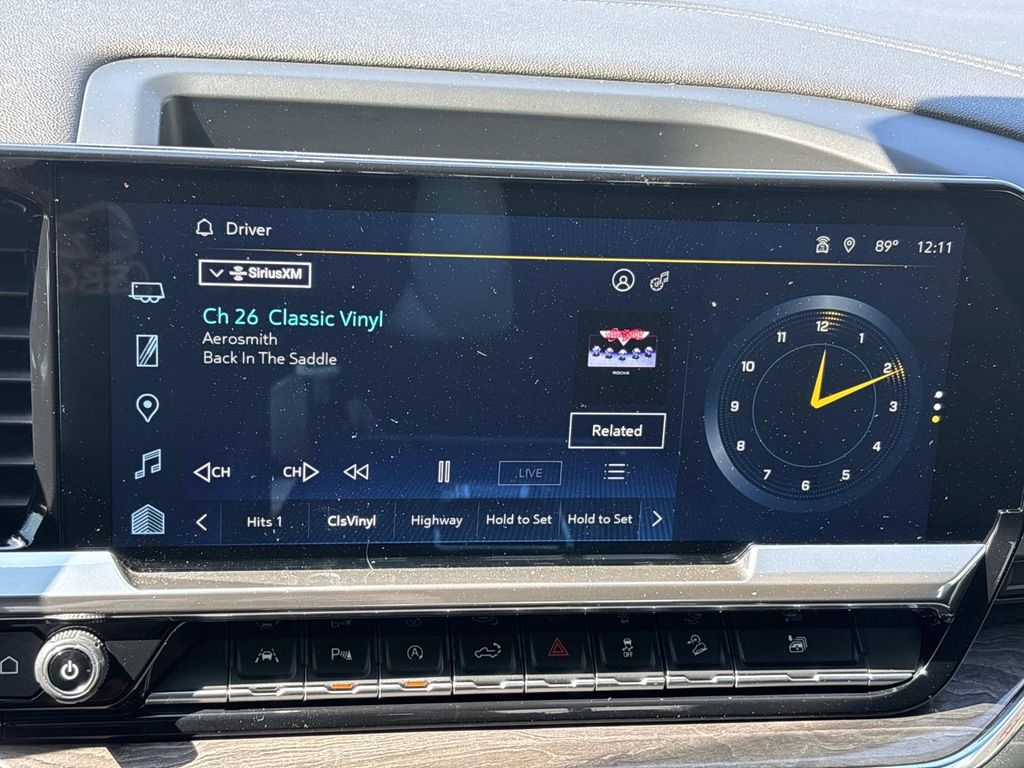 Driver
89° 12:11
SiriusXM
Ch 26 Classic Vinyl
Aerosmith
Back In The Saddle
ROCKS
Related
CH
CH
LIVE
Hits 1
ClsVinyl
Highway
Hold to Set
Hold to Set
12
1
2
3
4
5
6
7
8
9
10
11
P
A
OFF